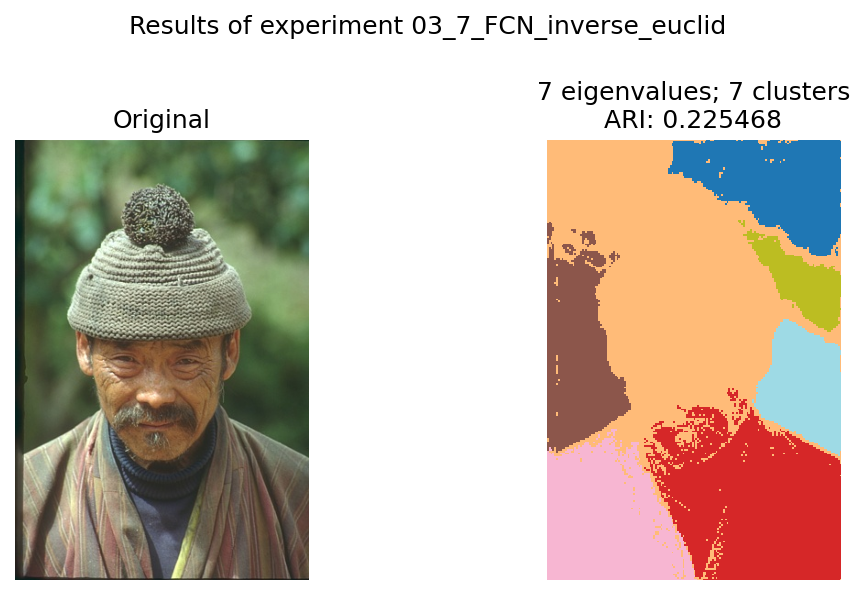 Results of experiment 03_7_FCN_inverse_euclid
Original
7 eigenvalues; 7 clusters
ARI: 0.225468